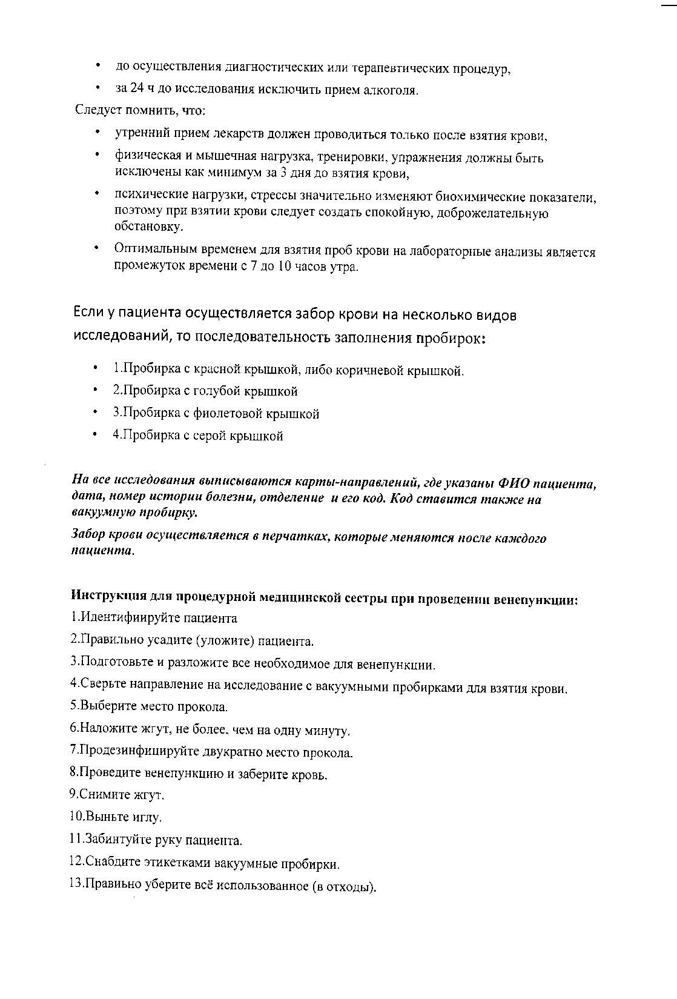 • до осуществления диагностических или терапевтических процедур,
• за 24 ч до исследования исключить прием алкоголя.
Следует помнить, что:
• утренний прием лекарств должен проводиться только после взятия крови,
• физическая и мышечная нагрузка, тренировки, упражнения должны быть
исключены как минимум за 3 дня до взятия крови,
• психические нагрузки, стрессы значительно изменяют биохимические показатели,
поэтому при взятии крови следует создать спокойную, доброжелательную
обстановку.
• Оптимальным временем для взятия проб крови на лабораторные анализы является
промежуток времени с 7 до 10 часов утра.
Если у пациента осуществляется забор крови на несколько видов
исследований, то последовательность заполнения пробирок:
• 1.Пробирка с красной крышкой, либо коричневой крышкой.
• 2.Пробирка с голубой крышкой
• 3.Пробирка с фиолетовой крышкой
• 4.Пробирка с серой крышкой
На все исследования выписываются карты-направлений, где указаны ФИО пациента,
дата, номер истории болезни, отделение и его код. Код ставится также на
вакуумную пробирку.
Забор крови осуществляется в перчатках, которые меняются после каждого
пациента.
Инструкция для процедурной медицинской сестры при проведении венепункции:
1.Идентифиируйте пациента
2.Правильно усадите (уложите) пациента.
3.Подготовьте и разложите все необходимое для венепункции.
4.Сверьте направление на исследование с вакуумными пробирками для взятия крови.
5.Выберите место прокола.
6.Наложите жгут, не более, чем на одну минуту.
7.Продезинфицируйте двукратно место прокола.
8.Проведите венепункцию и заберите кровь.
9.Снимите жгут.
10.Выньте иглу.
11.Забинтуйте руку пациента.
12.Снабдите этикетками вакуумные пробирки.
13.Правиьно уберите всё использованное (в отходы).